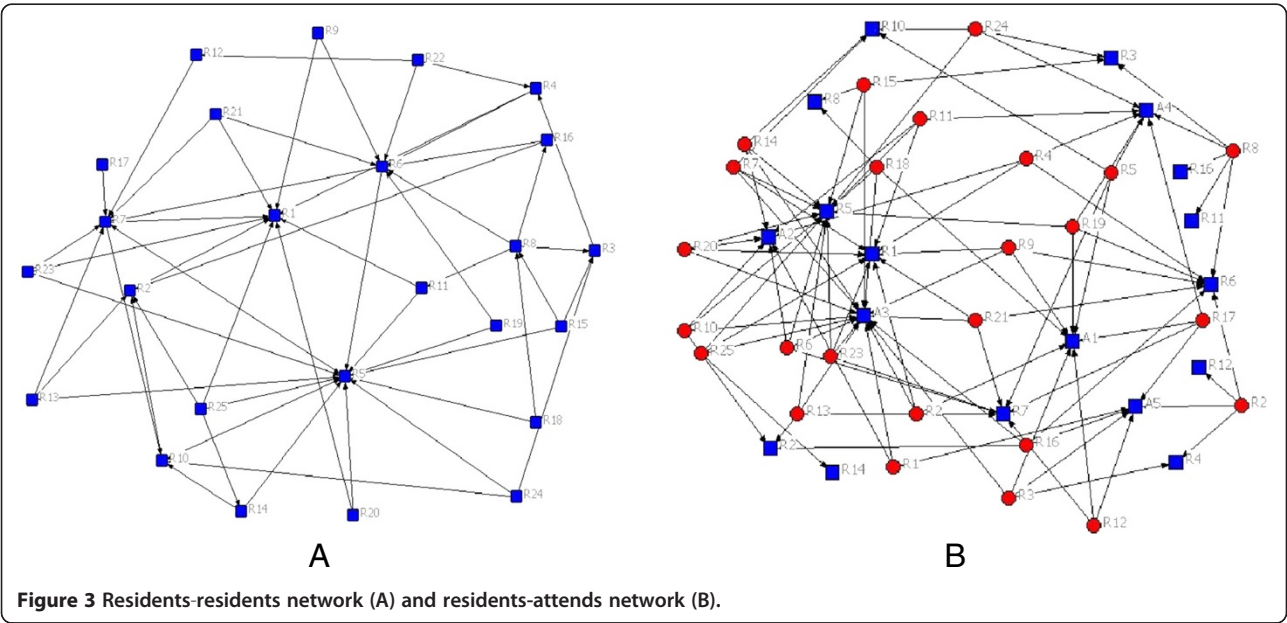 R9
R12
R22
R4
R21
R16
R17
R6
R7
R1
R8
R3
R23
R2
R11
R19
R15
R5
R13
R25
R18
R10
R24
R14
R20
A
R10
R24
R3
R15
R8
A4
R11
R14
R8
R4
R7
R18
R5
R16
R5
R11
R19
A2
R20
R1
R9
R6
A3
R21
R17
R10
A1
R25
R6
R23
R12
R13
R2
R7
A5
R2
R2
R16
R14
R1
R4
R3
R12
B
Figure 3 Residents-residents network (A) and residents-attends network (B).